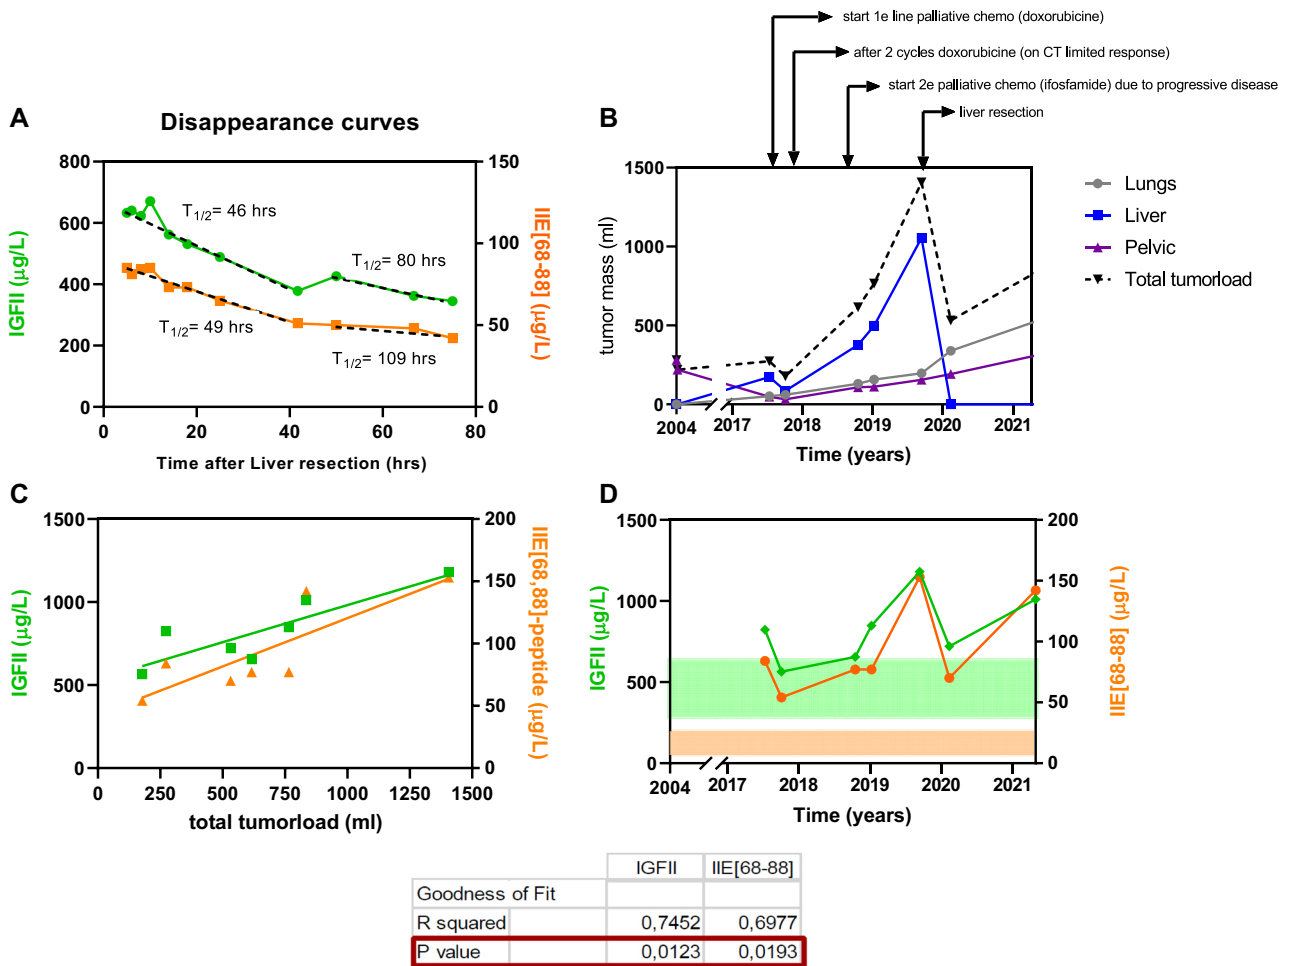 start 1e line palliative chemo (doxorubicine)
after 2 cycles doxorubicine (on CT limited response)
start 2e palliative chemo (ifosfamide) due to progressive disease
liver resection
A
Disappearance curves
800
600
400
200
0
IGFII (µg/L)
150
100
50
0
IIE[68-88] (µg/L)
T1/2= 46 hrs
T1/2= 80 hrs
T1/2= 49 hrs
T1/2= 109 hrs
0 20 40 60 80
Time after Liver resection (hrs)
B
1500
1000
500
0
tumor mass (ml)
2004 2017 2018 2019 2020 2021
Time (years)
Lungs
Liver
Pelvic
Total tumorload
C
1500
1000
500
0
IGFII (µg/L)
200
150
100
50
0
IIE[68,88]-peptide (µg/L)
0 250 500 750 1000 1250 1500
total tumorload (ml)
D
1500
1000
500
0
IGFII (µg/L)
200
150
100
50
0
IIE[68-88] (µg/L)
2004 2017 2018 2019 2020 2021
Time (years)
IGFII IIE[68-88]
Goodness of Fit
R squared 0,7452 0,6977
P value 0,0123 0,0193